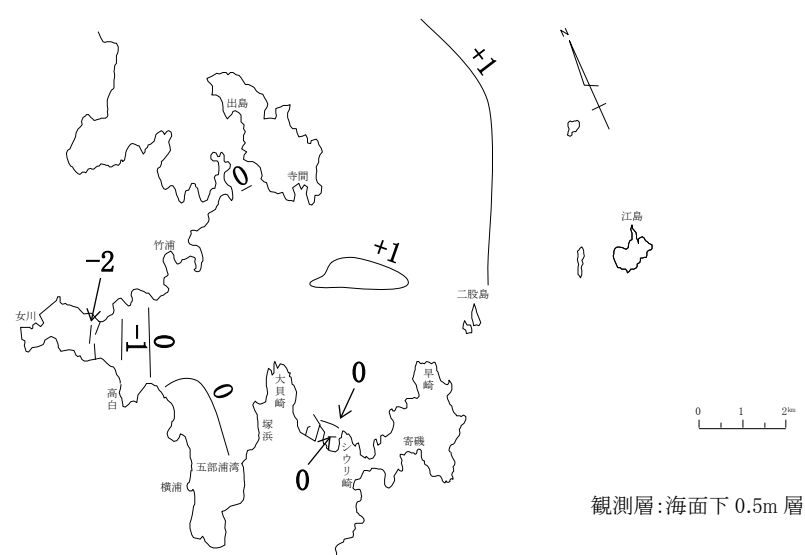 N
+1
出島
寺間
0
江島
竹浦
+1
-2
二股島
女川
-1
0
高白
0
大貝崎
0
早崎
塚浜
0 1 2km
シウリ崎
寄磯
五部浦湾
0
横浦
観測層:海面下 0.5m 層